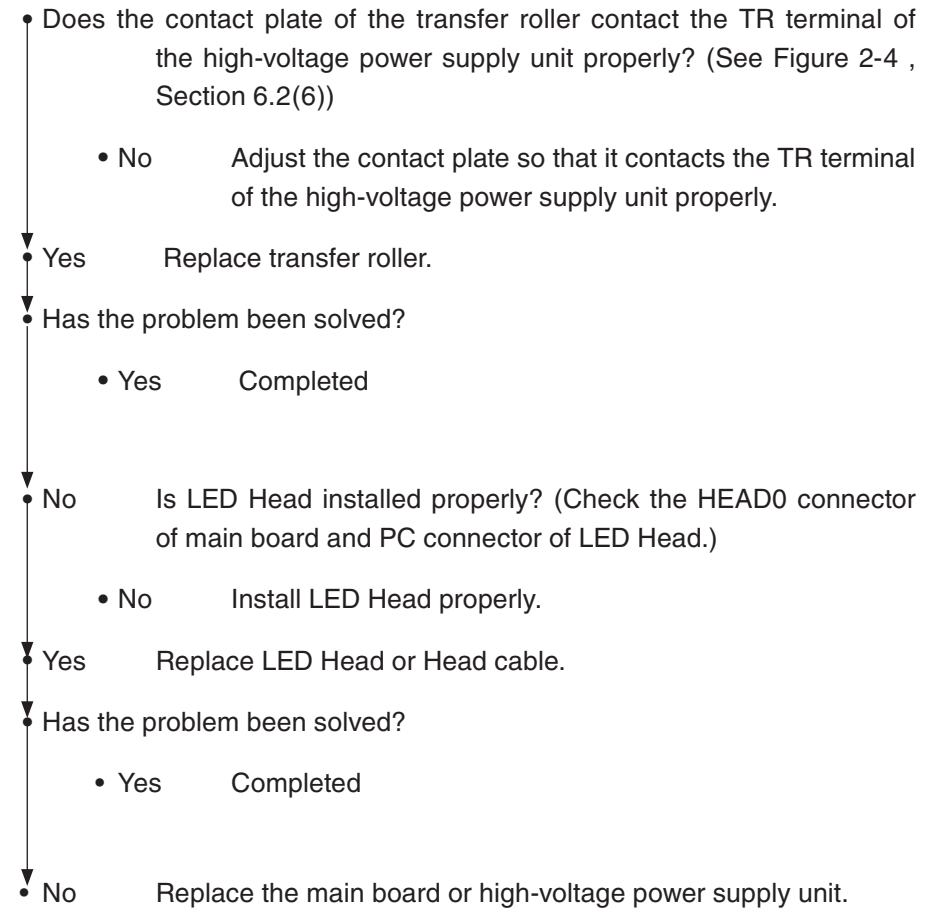 • Does the contact plate of the transfer roller contact the TR terminal of
the high-voltage power supply unit properly? (See Figure 2-4 ,
Section 6.2(6))
• No Adjust the contact plate so that it contacts the TR terminal
of the high-voltage power supply unit properly.
• Yes Replace transfer roller.
• Has the problem been solved?
• Yes Completed
• No Is LED Head installed properly? (Check the HEAD0 connector
of main board and PC connector of LED Head.)
• No Install LED Head properly.
• Yes Replace LED Head or Head cable.
• Has the problem been solved?
• Yes Completed
• No Replace the main board or high-voltage power supply unit.